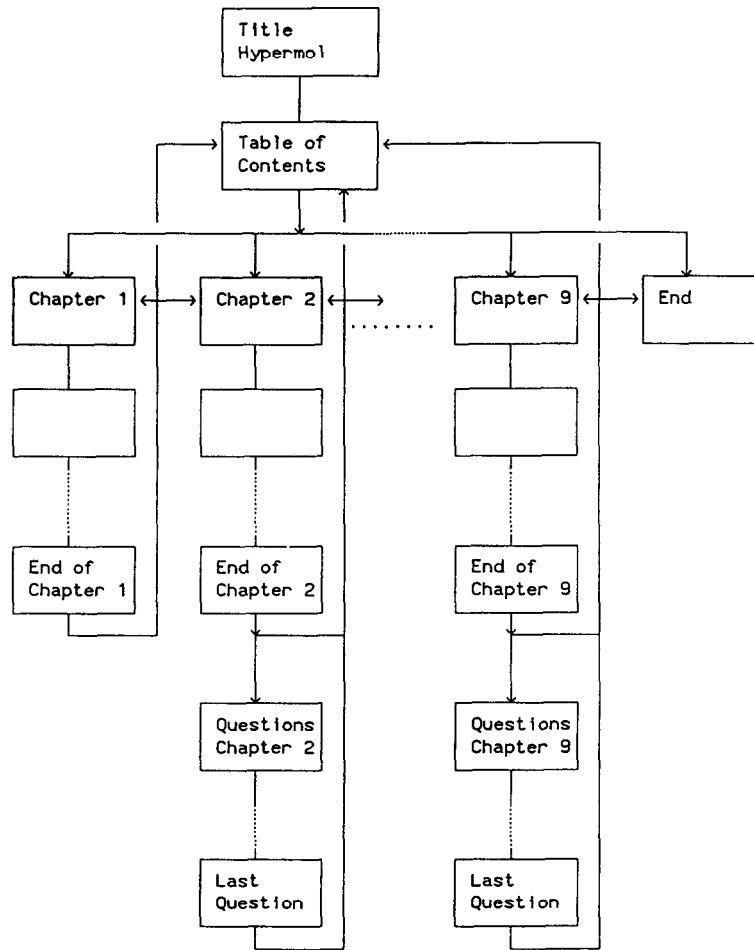 Title
Hypermol
Table of
Contents
Chapter 1
Chapter 2
Chapter 9
End
End of
Chapter 1
End of
Chapter 2
End of
Chapter 9
Questions
Chapter 2
Questions
Chapter 9
Last
Question
Last
Question